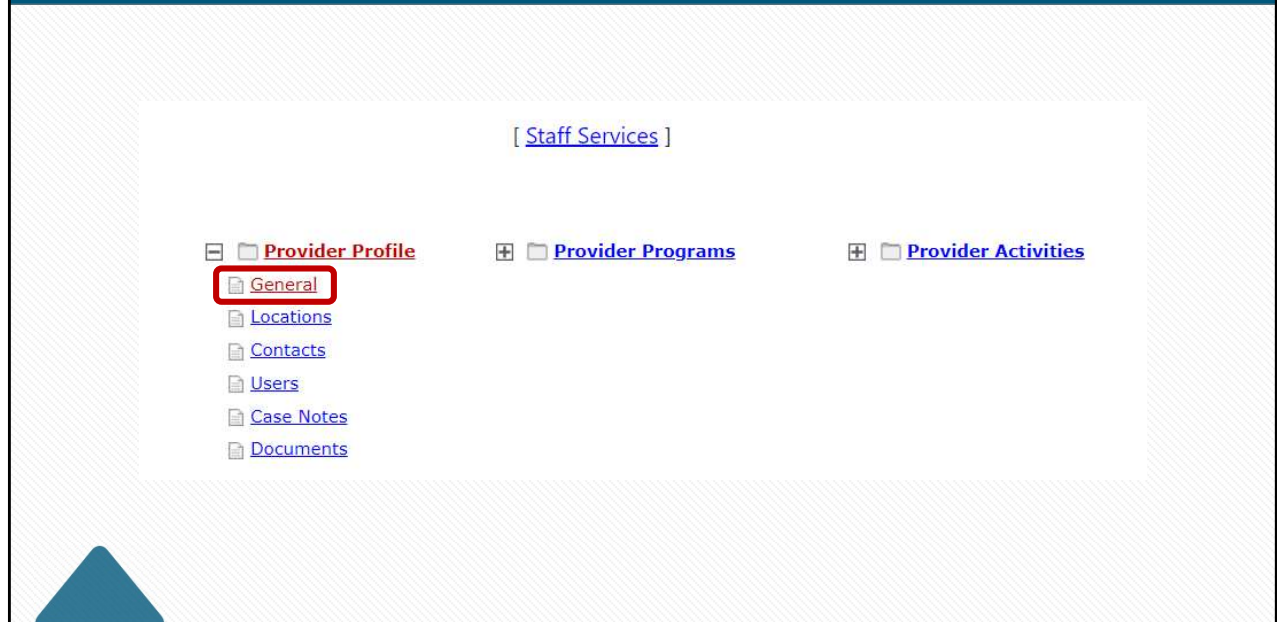 [ Staff Services ]
Provider Profile
General
Locations
Contacts
Users
Case Notes
Documents
Provider Programs
Provider Activities